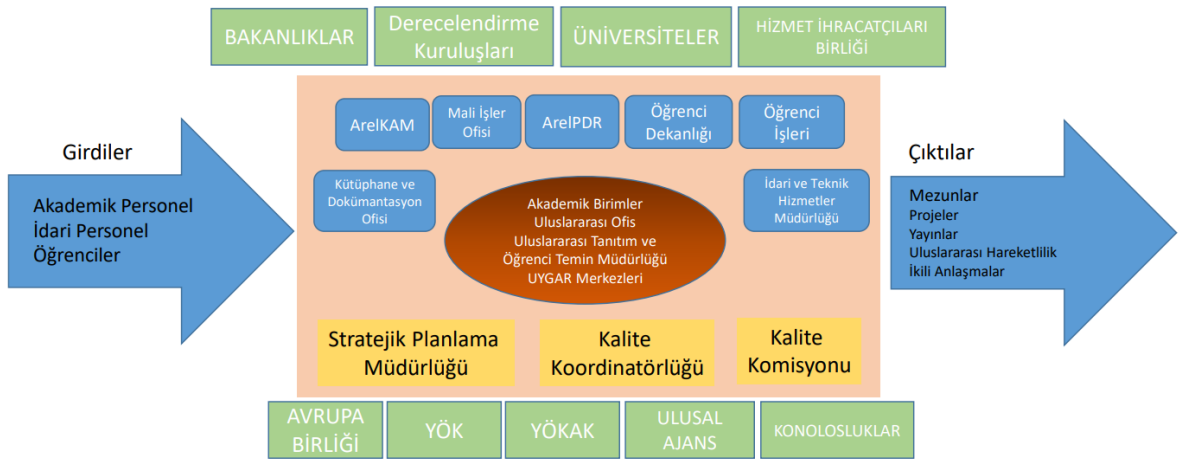 BAKANLIKLAR
Derecelendirme
Kuruluşları
ÜNİVERSİTELER
HİZMET İHRACATÇILARI
BİRLİĞİ
Girdiler
Akademik Personel
İdari Personel
Öğrenciler
ArelKAM
Mali İşler
Ofisi
ArelPDR
Öğrenci
Dekanlığı
Öğrenci
İşleri
Kütüphane ve
Dokümantasyon
Ofisi
Akademik Birimler
Uluslararası Ofis
Uluslararası Tanıtım ve
Öğrenci Temin Müdürlüğü
UYGAR Merkezleri
İdari ve Teknik
Hizmetler
Müdürlüğü
Stratejik Planlama
Müdürlüğü
Kalite
Koordinatörlüğü
Kalite
Komisyonu
Çıktılar
Mezunlar
Projeler
Yayınlar
Uluslararası Hareketlilik
İkili Anlaşmalar
AVRUPA
BİRLİĞİ
YÖK
YÖKAK
ULUSAL
AJANS
KONOLOSLUKLAR